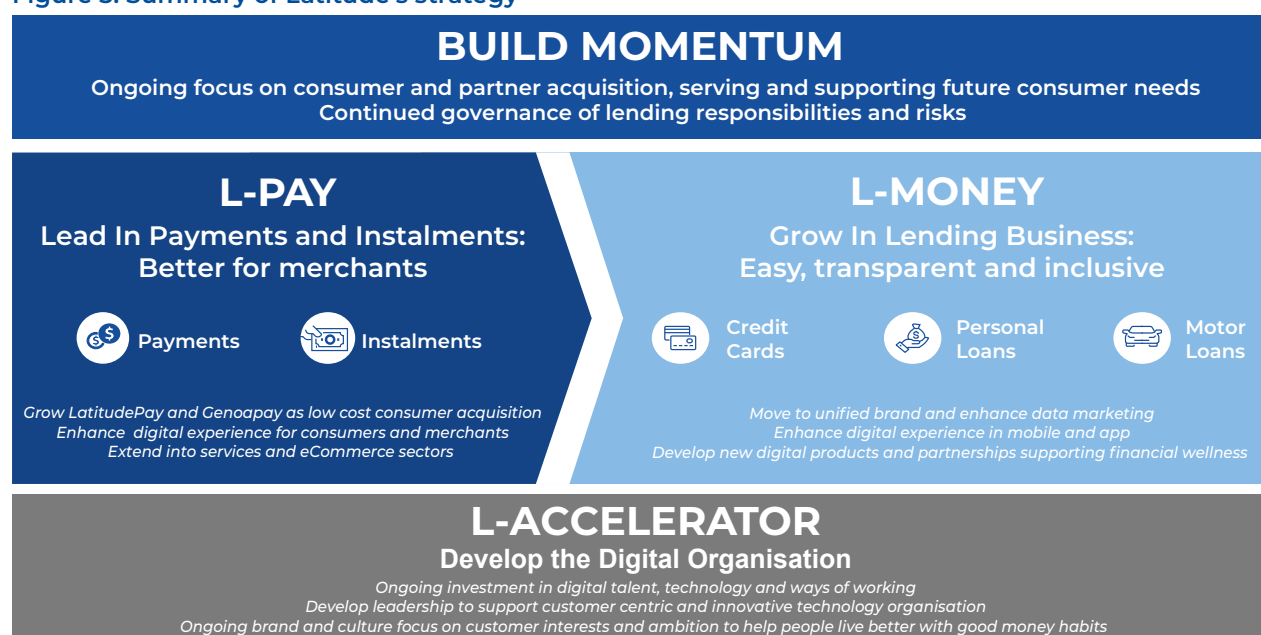 Figure 3. Summary of Latitude's strategy
BUILD MOMENTUM
Ongoing focus on consumer and partner acquisition, serving and supporting future consumer needs
Continued governance of lending responsibilities and risks
L-PAY
Lead In Payments and Instalments:
Better for merchants
Payments
Instalments
Grow LatitudePay and Genoapay as low cost consumer acquisition
Enhance digital experience for consumers and merchants
Extend into services and eCommerce sectors
L-MONEY
Grow In Lending Business:
Easy, transparent and inclusive
Credit
Cards
Personal
Loans
Motor
Loans
Move to unified brand and enhance data marketing
Enhance digital experience in mobile and app
Develop new digital products and partnerships supporting financial wellness
L-ACCELERATOR
Develop the Digital Organisation
Ongoing investment in digital talent, technology and ways of working
Develop leadership to support customer centric and innovative technology organisation
Ongoing brand and culture focus on customer interests and ambition to help people live better with good money habits